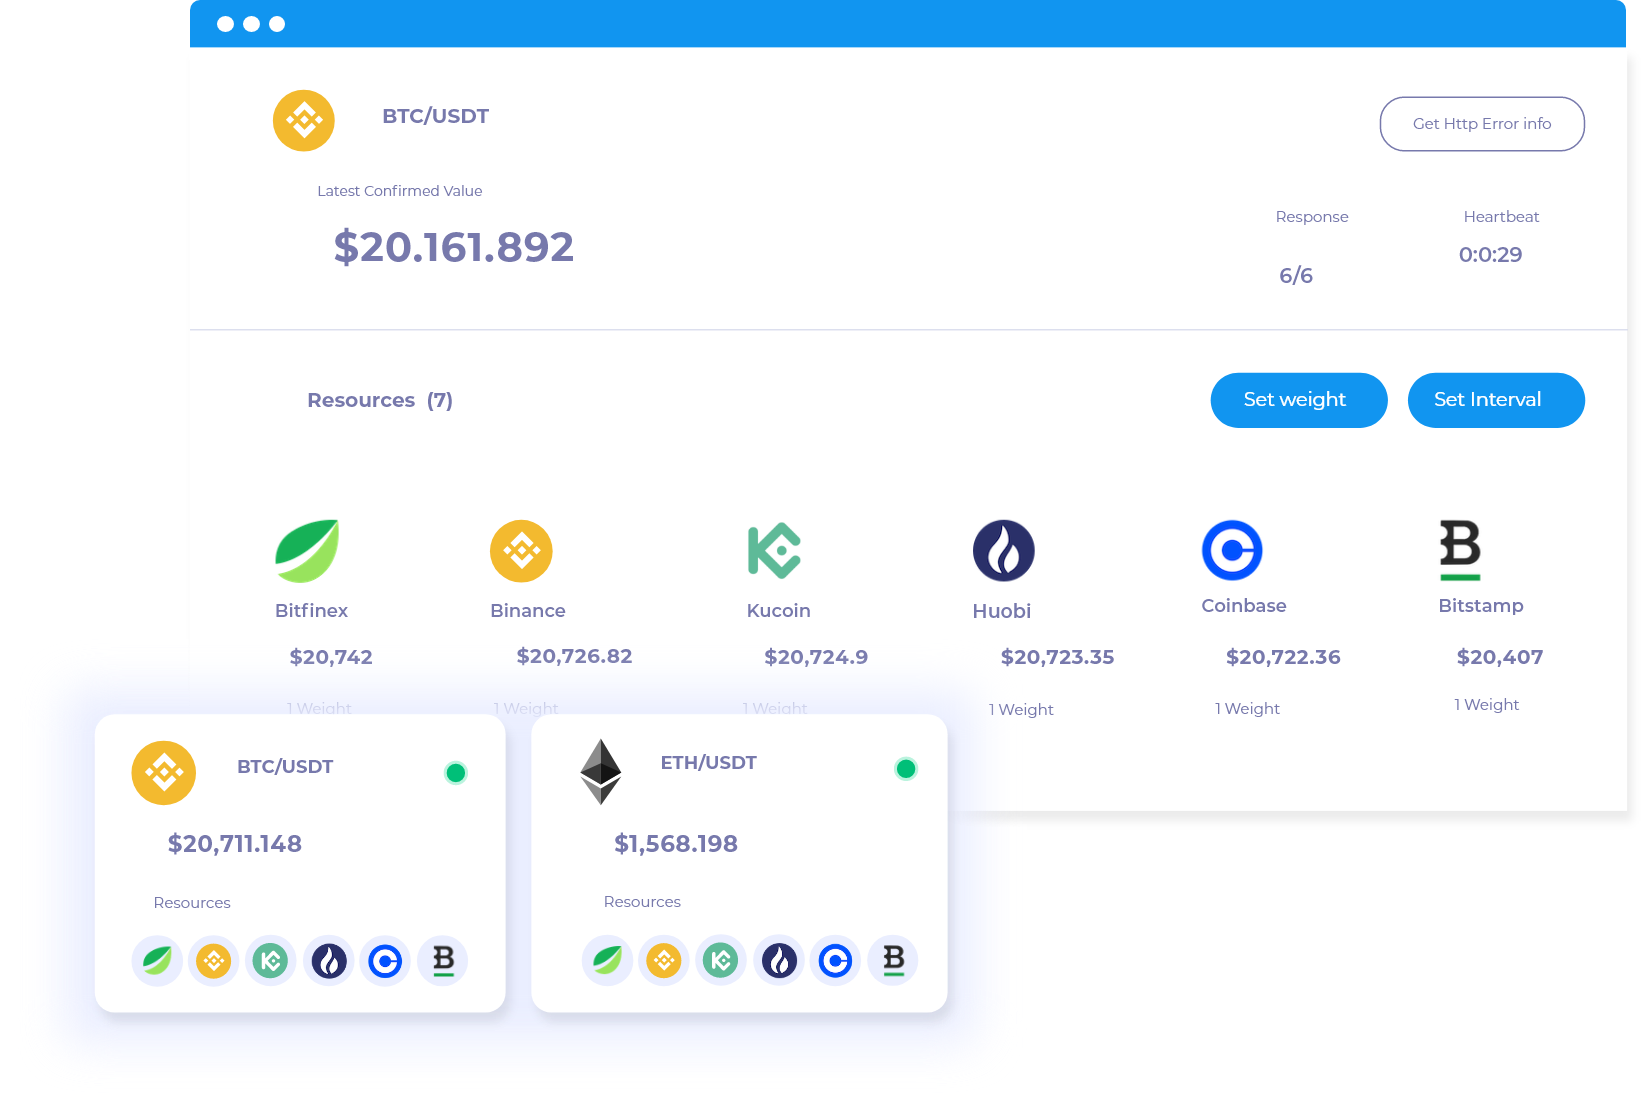 BTC/USDT
Get Http Error info
Latest Confirmed Value
$20.161.892
Response
Heartbeat
6/6
0:0:29
Resources (7)
Set weight
Set Interval
Bitfinex
Binance
Kucoin
Huobi
Coinbase
Bitstamp
$20,742
$20,726.82
$20,724.9
$20,723.35
$20,722.36
$20,407
1 Weight
1 Weight
1 Weight
1 Weight
1 Weight
1 Weight
BTC/USDT
$20,711.148
Resources
ETH/USDT
$1,568.198
Resources